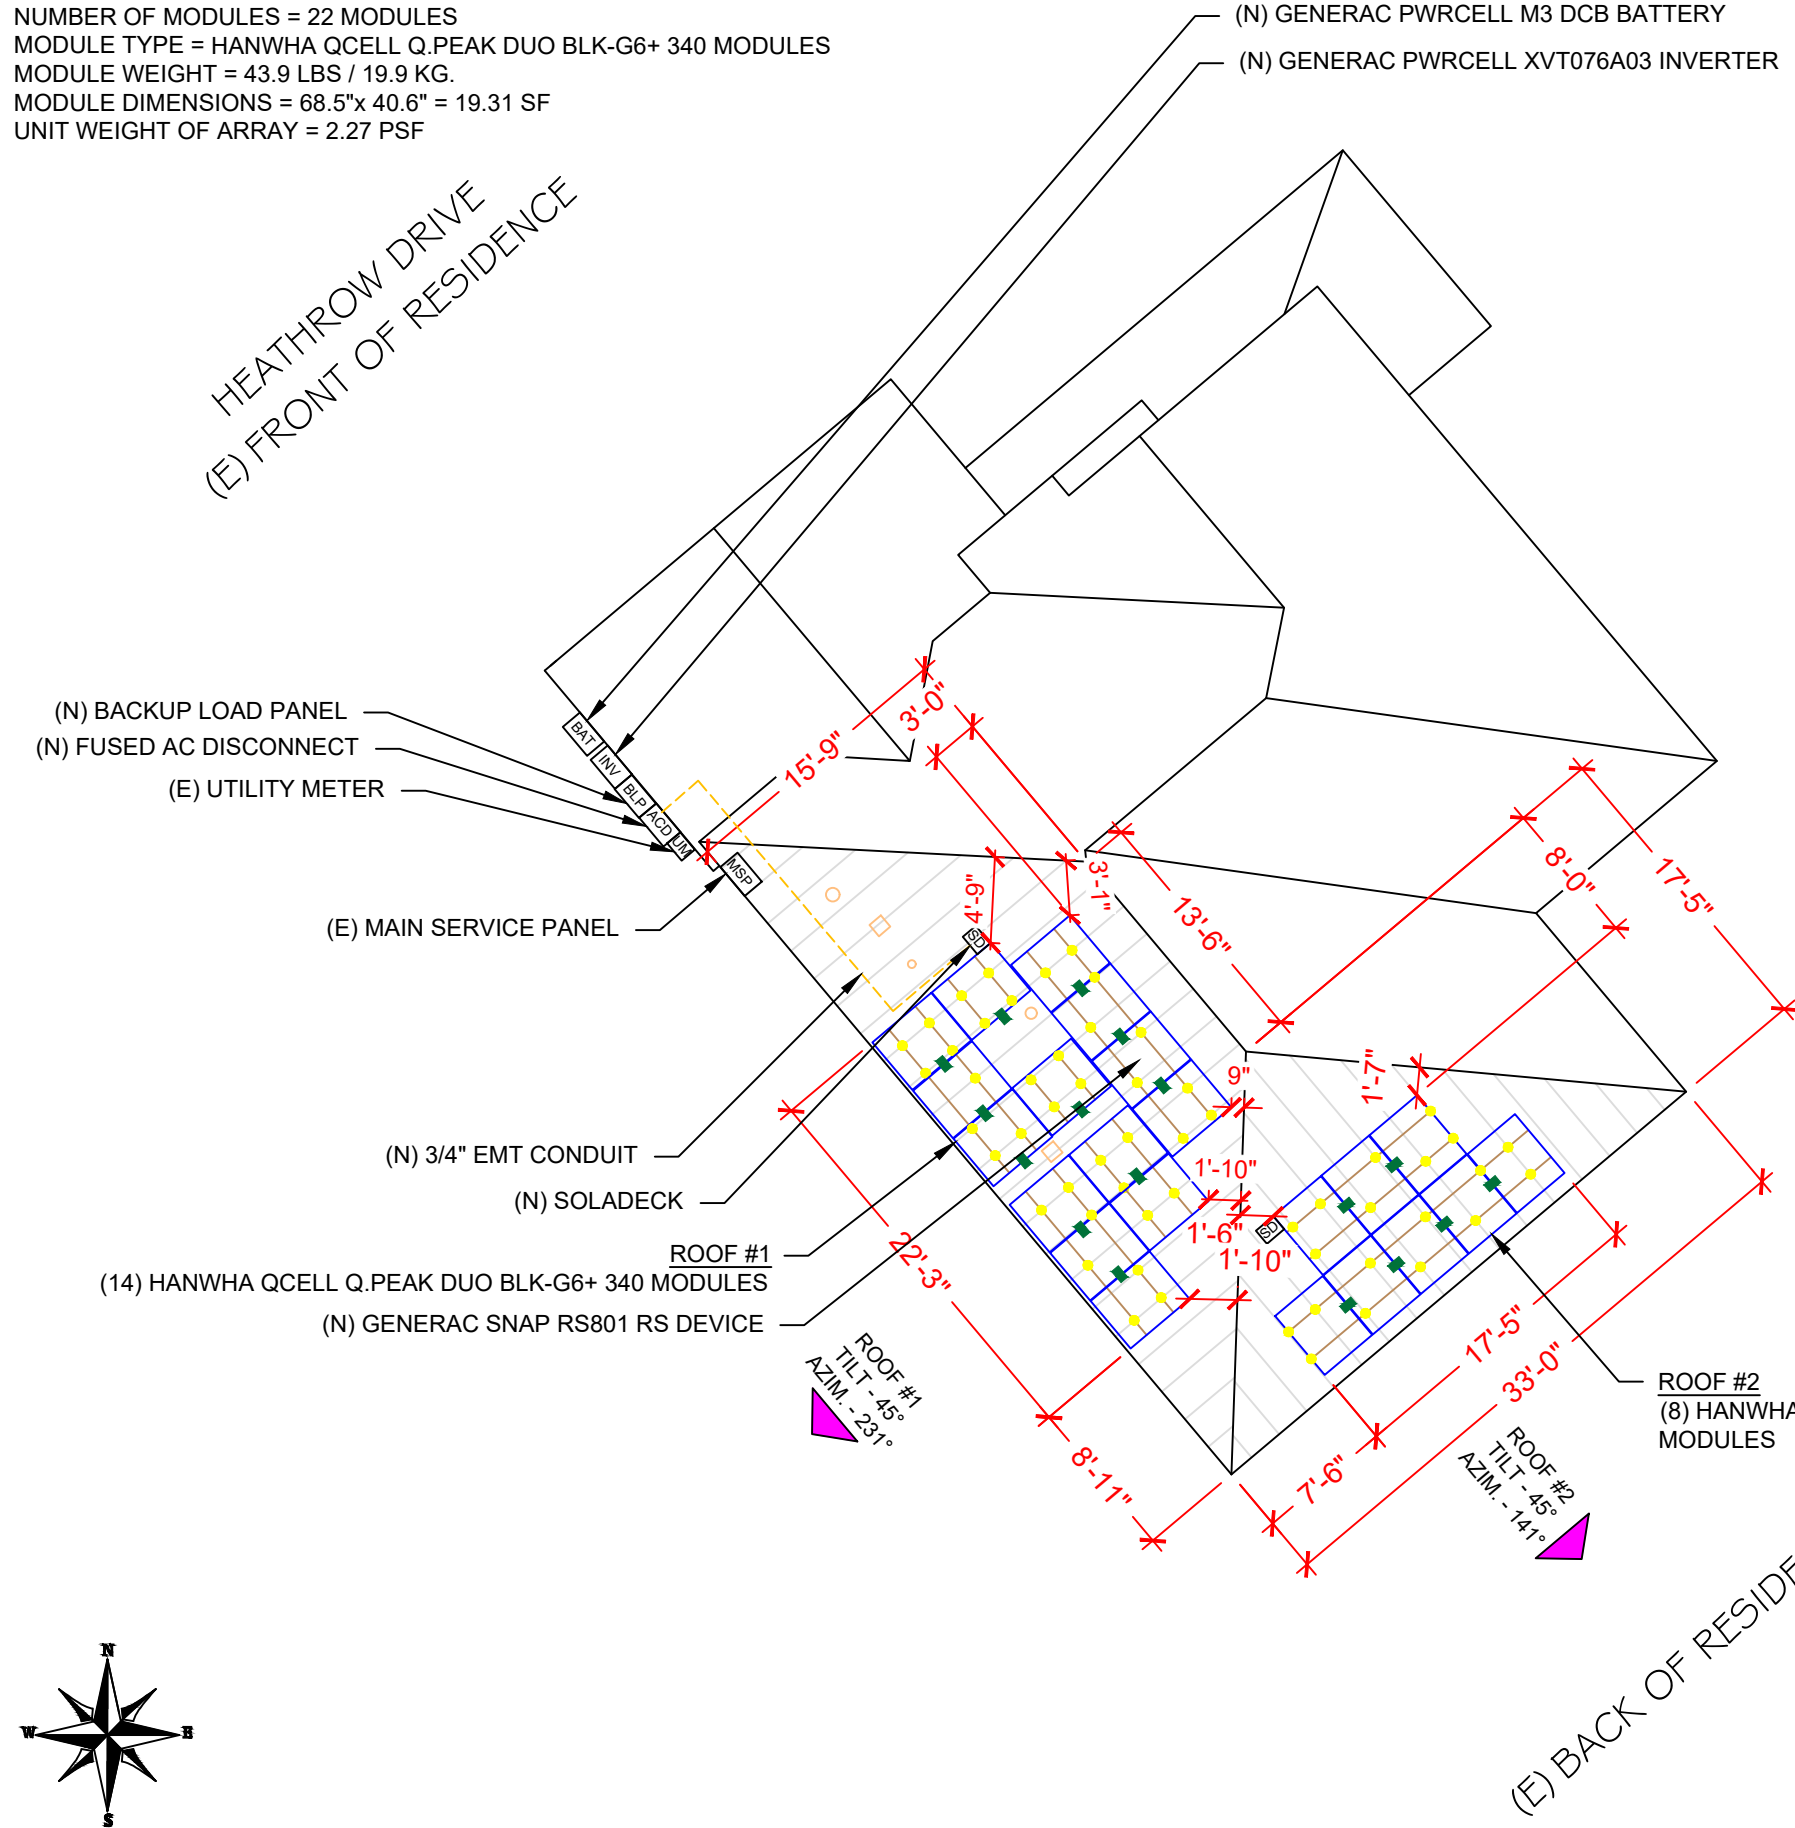 NUMBER OF MODULES = 22 MODULES
MODULE TYPE = HANWHA QCELL Q.PEAK DUO BLK-G6+ 340 MODULES
MODULE WEIGHT = 43.9 LBS / 19.9 KG.
MODULE DIMENSIONS = 68.5"x 40.6" = 19.31 SF
UNIT WEIGHT OF ARRAY = 2.27 PSF
(N) GENERAC PWRCELL M3 DCB BATTERY
(N) GENERAC PWRCELL XVT076A03 INVERTER
HEATHROW DRIVE
(E) FRONT OF RESIDENCE
(N) BACKUP LOAD PANEL
(N) FUSED AC DISCONNECT
(E) UTILITY METER
BAT
INV
BLP
ACD
UM
MSP
(E) MAIN SERVICE PANEL
15'-9"
3'-0"
4'-9"
3'-1"
13'-6"
8'-0"
17'-5"
SD
(N) 3/4" EMT CONDUIT
(N) SOLADECK
ROOF #1
(14) HANWHA QCELL Q.PEAK DUO BLK-G6+ 340 MODULES
(N) GENERAC SNAP RS801 RS DEVICE
9"
1'-7"
1'-10"
1'-6"
1'-10"
SD
22'-3"
8'-11"
17'-5"
33'-0"
7'-6"
ROOF #1
TILT - 45°
AZIM. - 231°
ROOF #2
(8) HANWHA
MODULES
ROOF #2
TILT - 45°
AZIM. - 141°
(E) BACK OF RESIDE
N
W
E
S